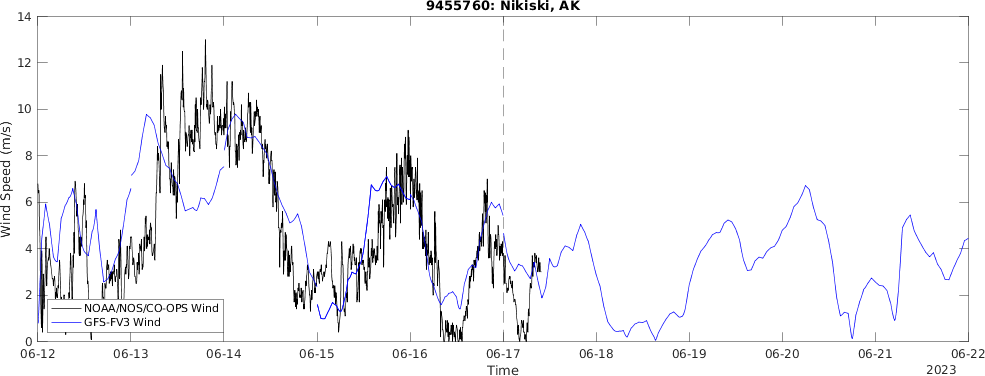 9455760: Nikiski, AK
14
12
10
8
6
4
2
0
Wind Speed (m/s)
NOAA/NOS/CO-OPS Wind
GFS-FV3 Wind
06-12 06-13 06-14 06-15 06-16 06-17 06-18 06-19 06-20 06-21 06-22
Time
2023